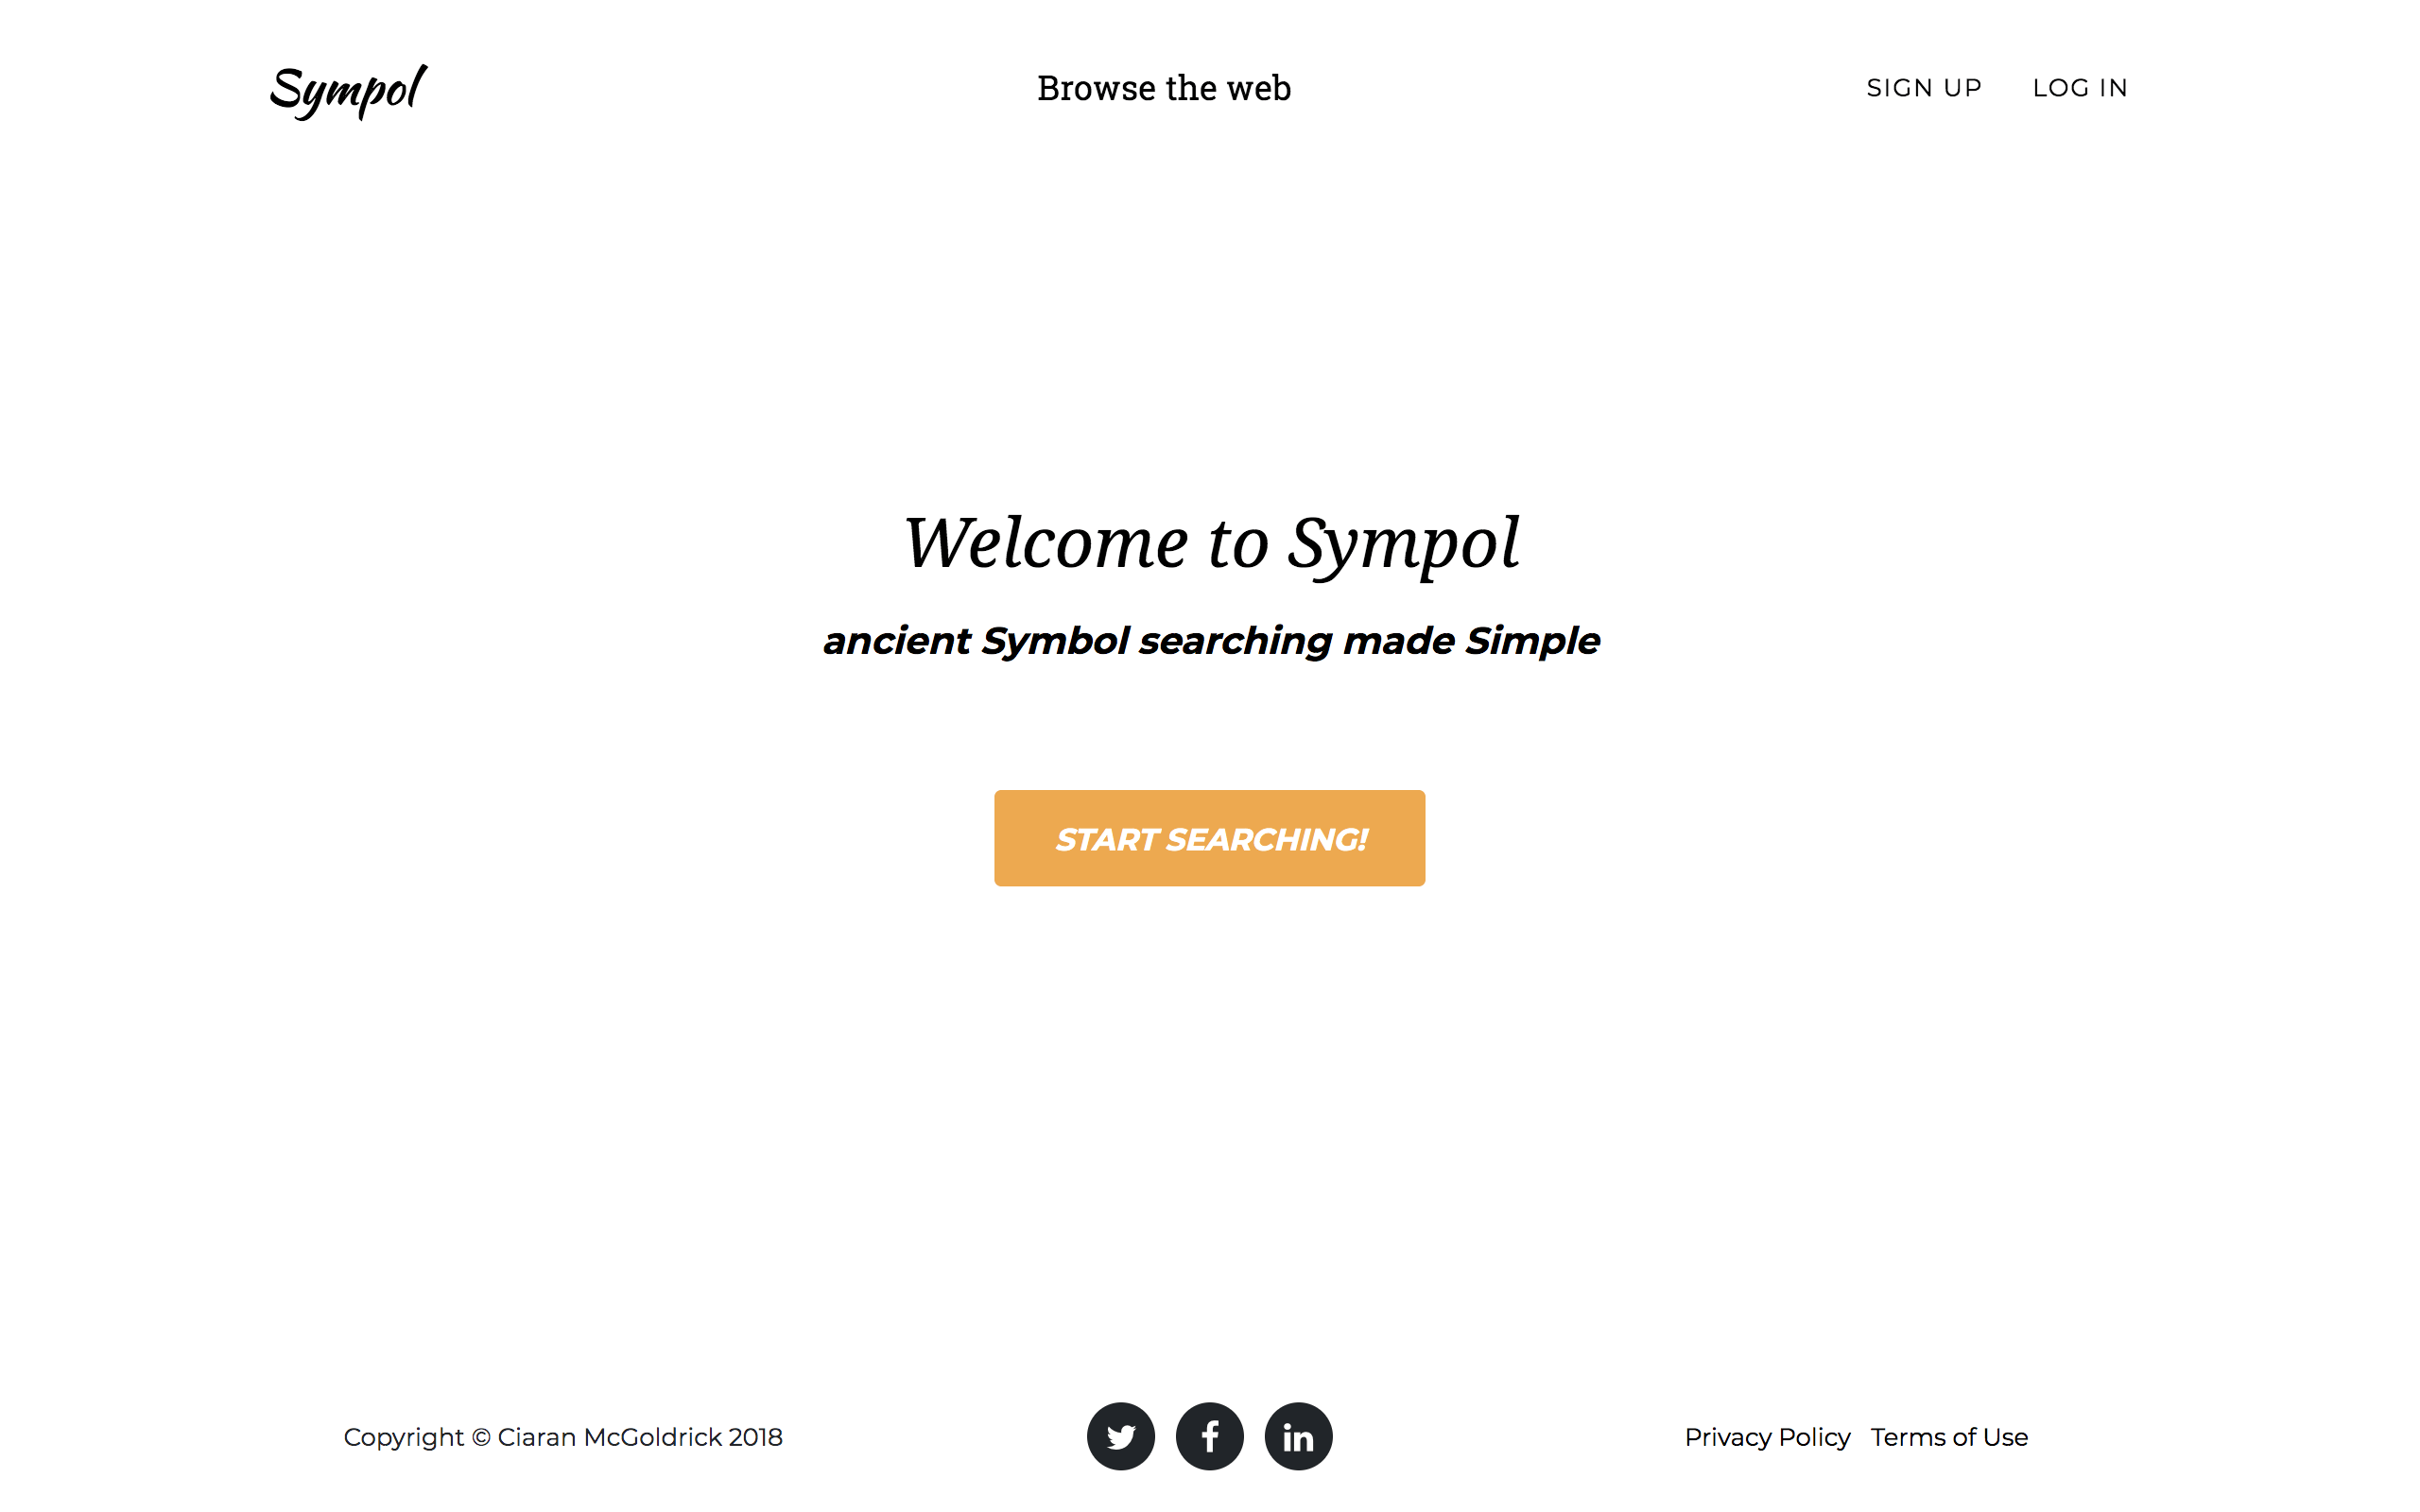 Sympol
Browse the web
SIGN UP
LOG IN
Welcome to Sympol
ancient Symbol searching made Simple
START SEARCHING!
Copyright © Ciaran McGoldrick 2018
Privacy Policy
Terms of Use